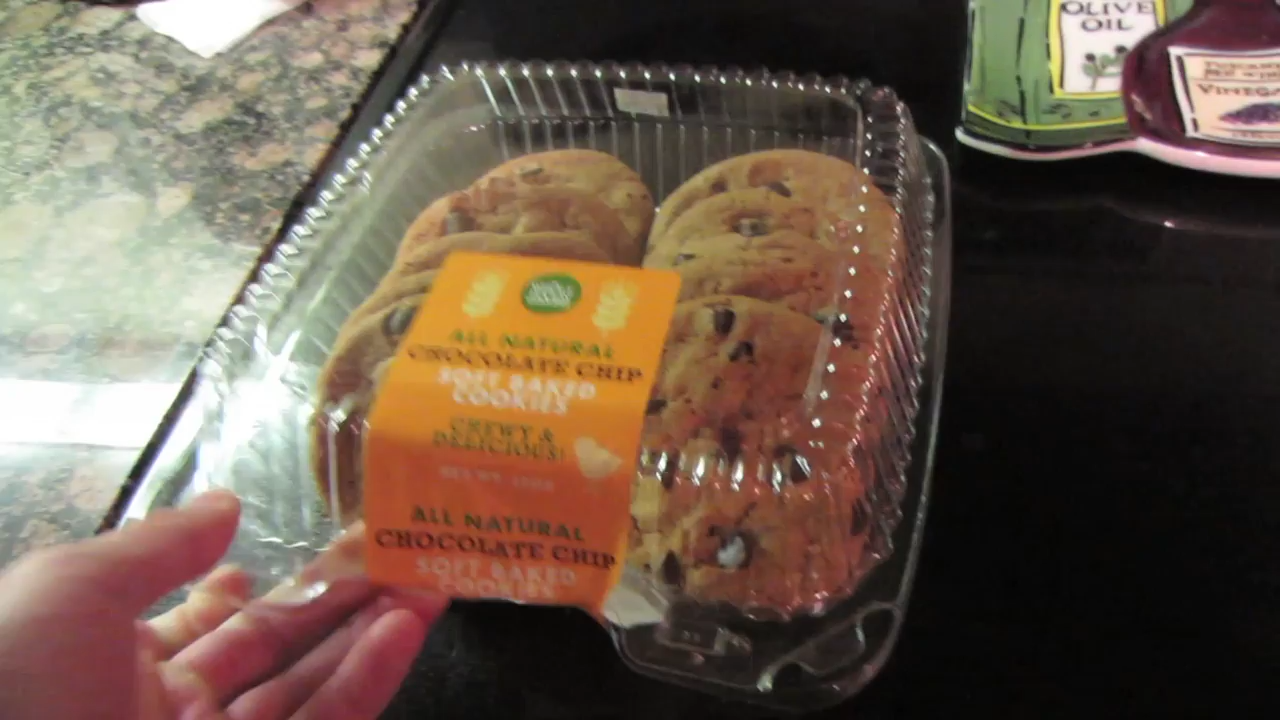 OLIVE
OIL
VINEGA
ALL NATURAL
CHOCOLATE CHIP
SOFT BAKED
COOKIES
CHEWY &
DELICIOUS!
ALL NATURAL
CHOCOLATE CHIP
SOFT BAKED
COOKIES